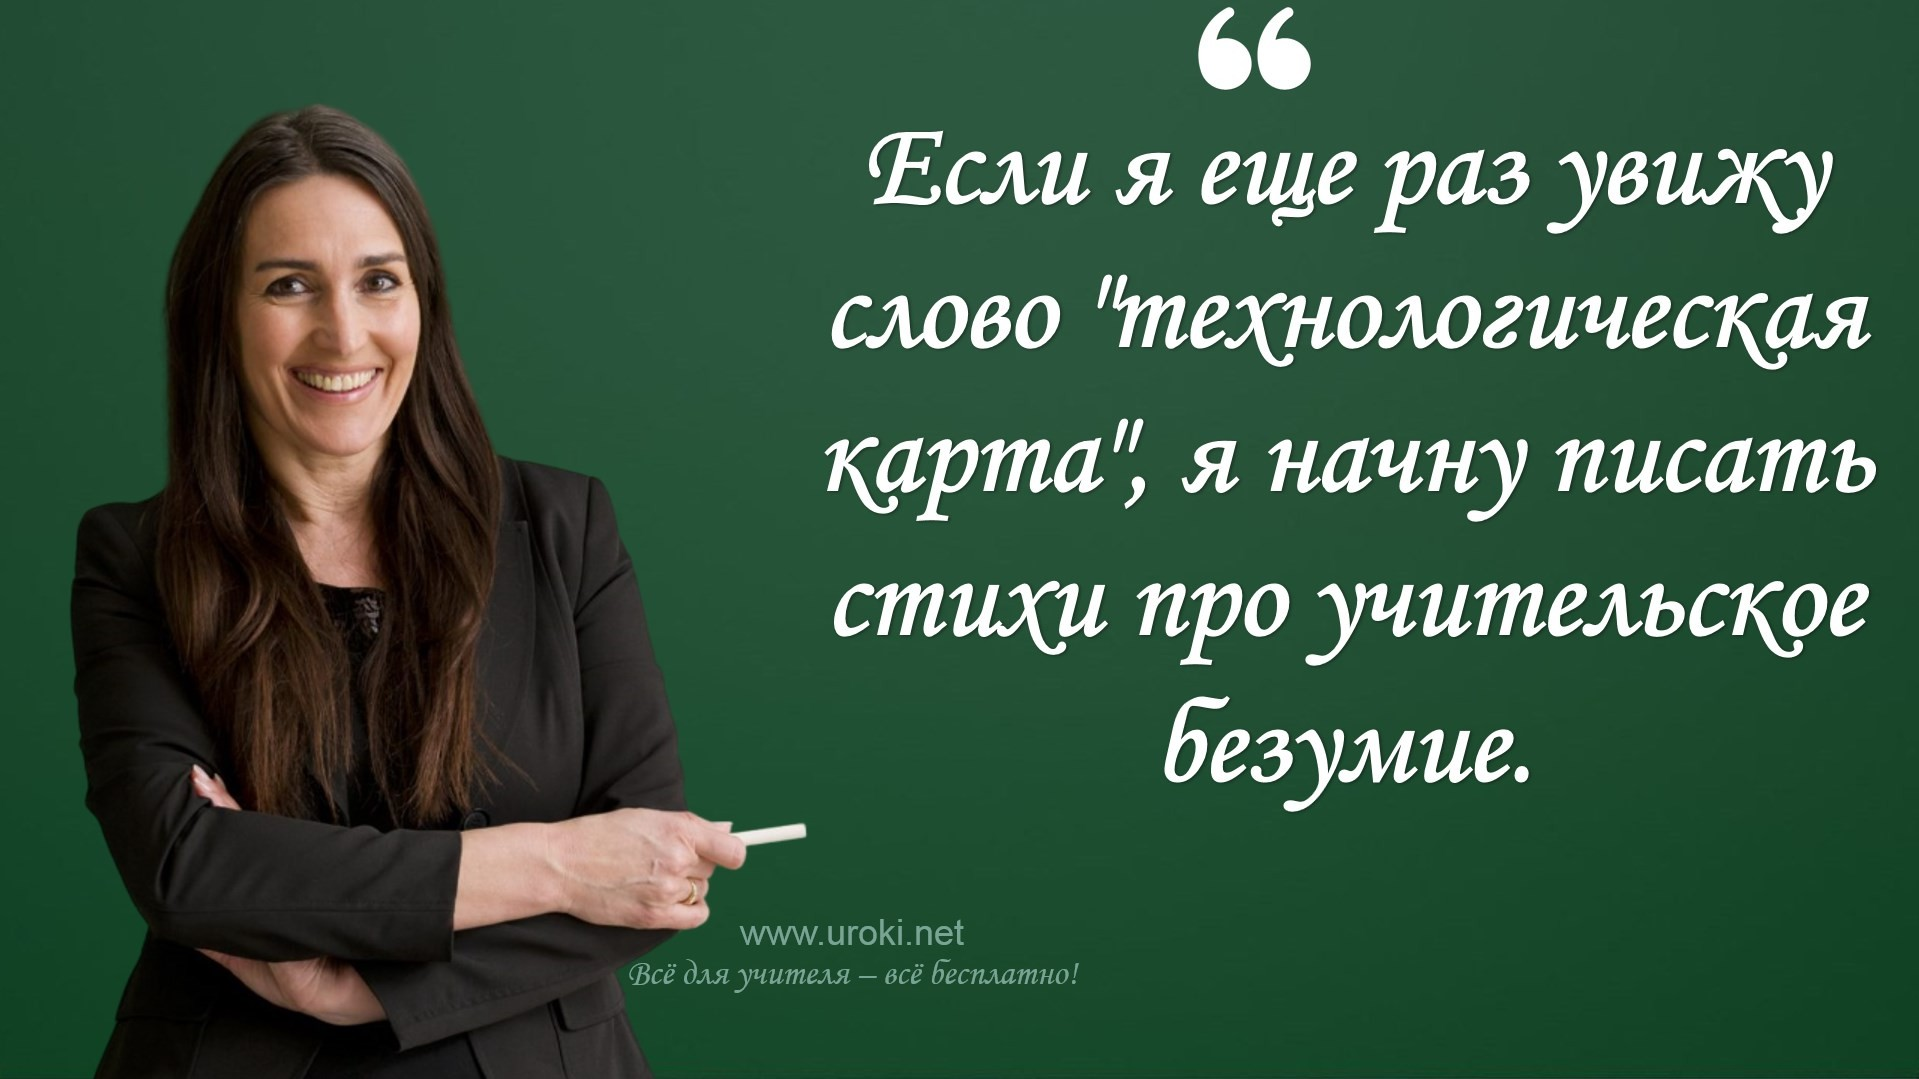 Если я еще раз увижу
слово "технологическая
карта", я начну писать
стихи про учительское
безумие.
www.uroki.net
Всё для учителя – всё бесплатно!